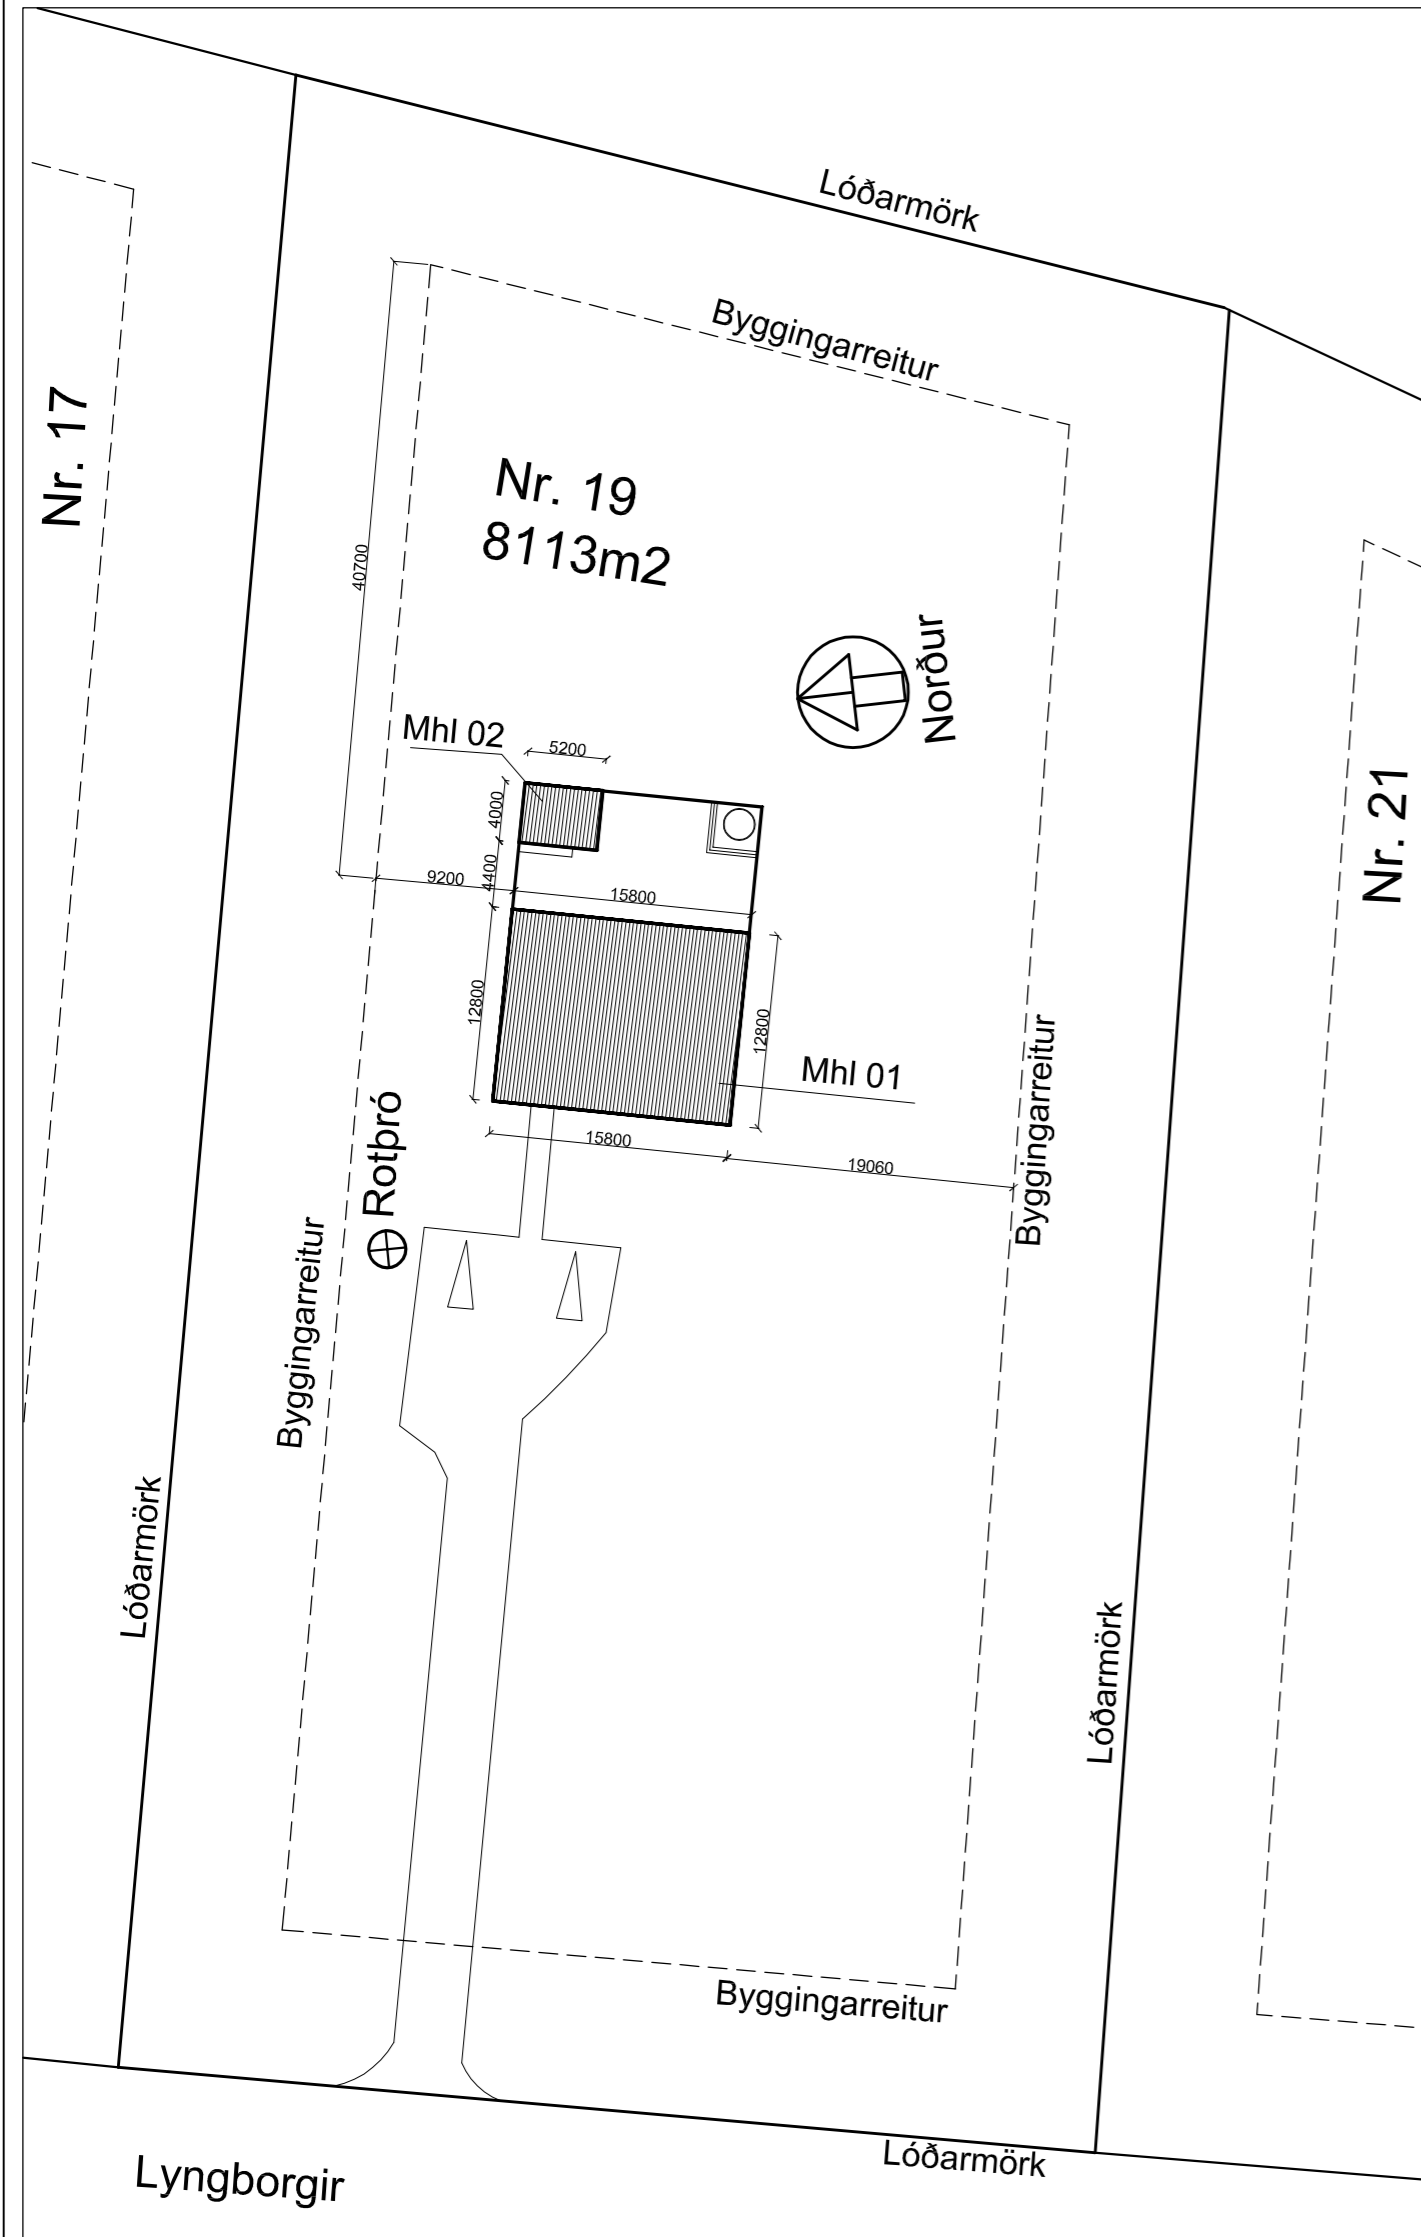 Lóðarmörk
Byggingarreitur
Nr. 17
Nr. 19
8113m2
40700
Norður
Mhl 02
5200
4000
4400
9200
15800
Nr. 21
12800
12800
Mhl 01
Byggingarreitur
Rotþró
15800
19060
Byggingarreitur
Lóðarmörk
Lóðarmörk
Byggingarreitur
Lóðarmörk
Lyngborgir